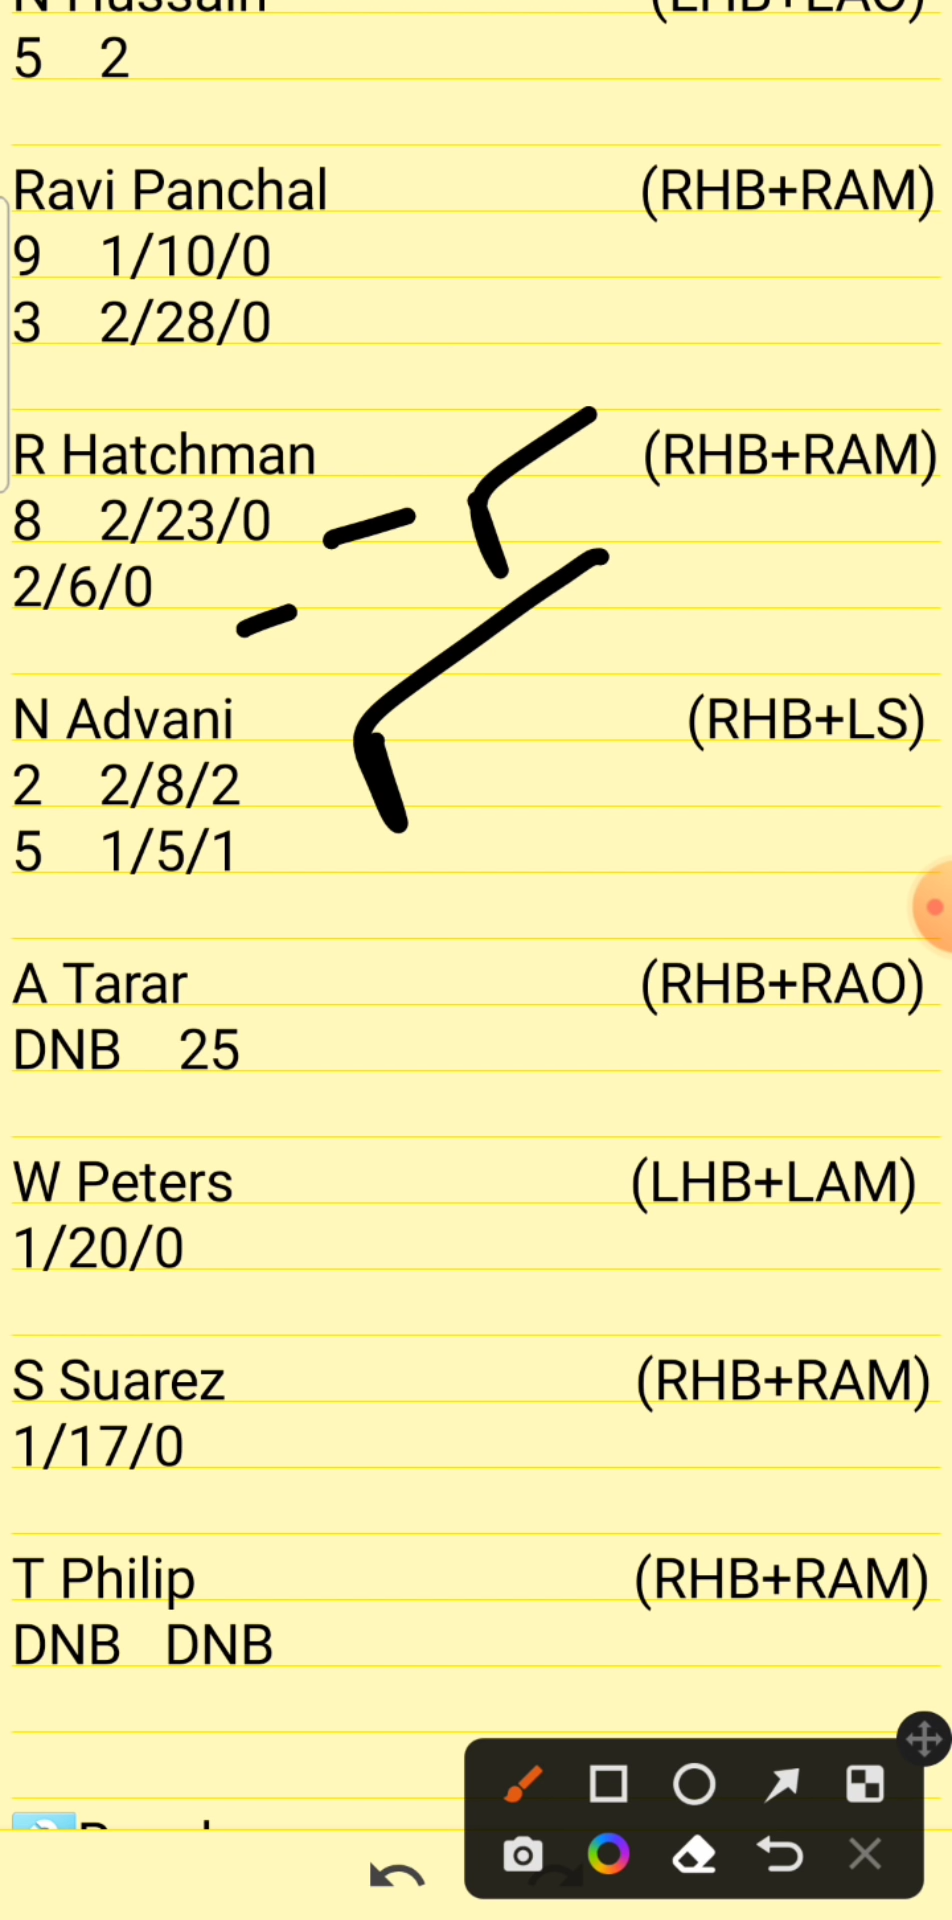 N Hussain (LHB+LAO)
5 2
Ravi Panchal (RHB+RAM)
9 1/10/0
3 2/28/0
R Hatchman (RHB+RAM)
8 2/23/0
2/6/0
N Advani (RHB+LS)
2 2/8/2
5 1/5/1
A Tarar (RHB+RAO)
DNB 25
W Peters (LHB+LAM)
1/20/0
S Suarez (RHB+RAM)
1/17/0
T Philip (RHB+RAM)
DNB DNB